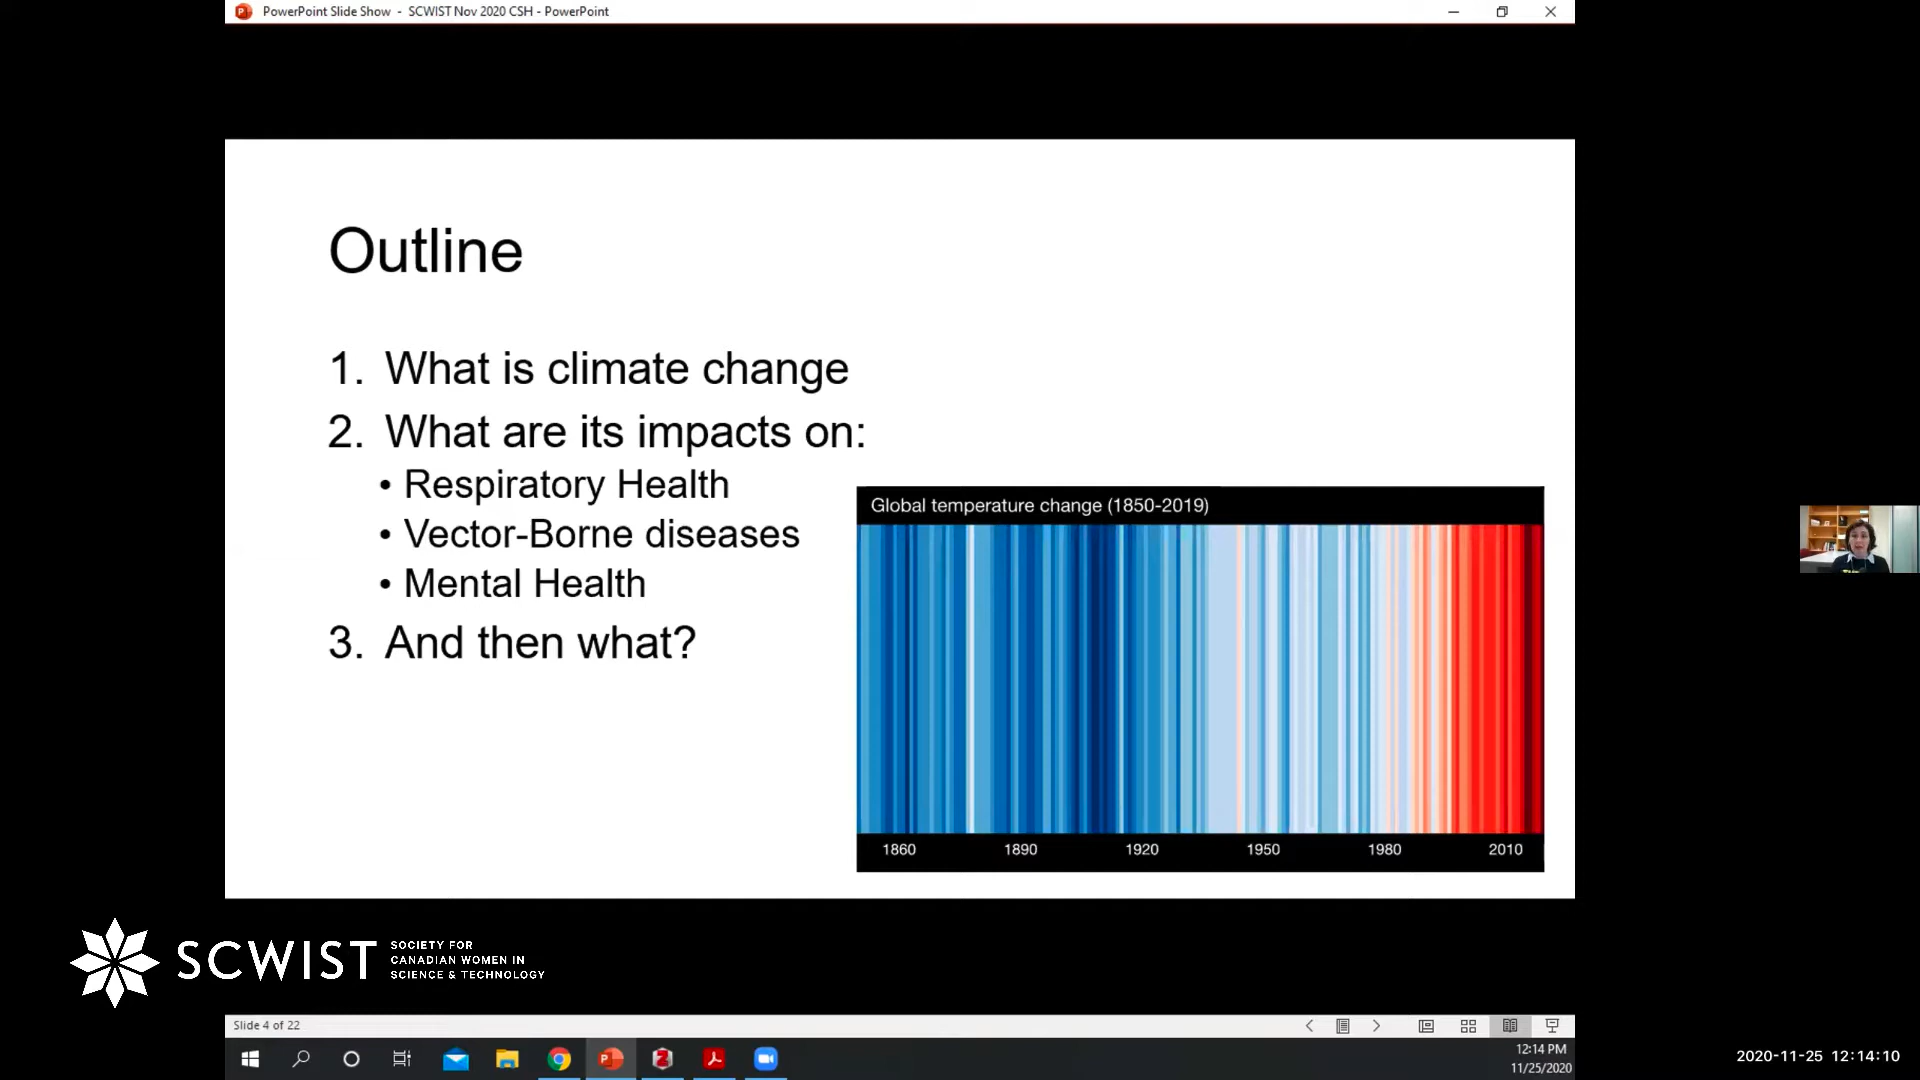 PowerPoint Slide Show - SCWIST Nov 2020 CSH - PowerPoint
Outline
1. What is climate change
2. What are its impacts on:
• Respiratory Health
• Vector-Borne diseases
• Mental Health
3. And then what?
Global temperature change (1850-2019)
1860 1890 1920 1950 1980 2010
SCWIST
SOCIETY FOR
CANADIAN WOMEN IN
SCIENCE & TECHNOLOGY
Slide 4 of 22
12:14 PM
11/25/2020
2020-11-25 12:14:10